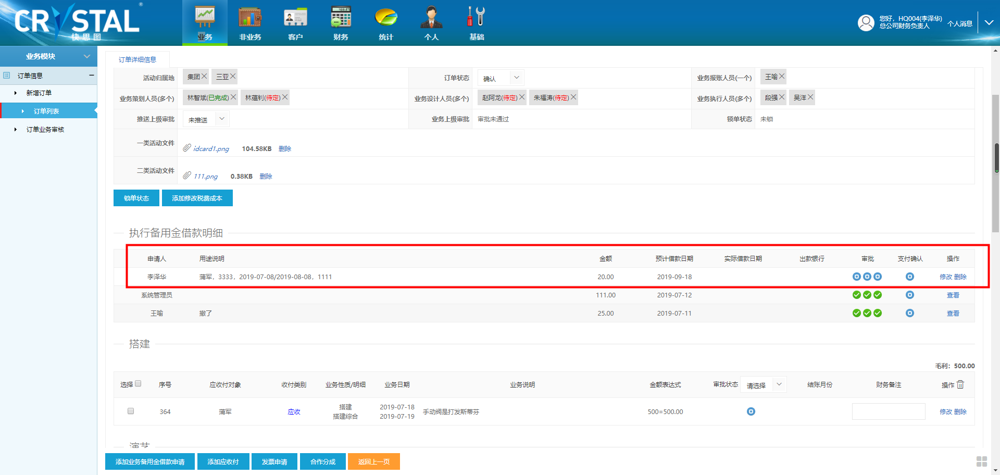 CRYSTAL ®
快思图
业务
非业务
客户
财务
统计
个人
基础
您好，HQ004(李泽华)
总公司财务负责人
个人消息
业务模块
订单信息
新增订单
订单列表
订单业务审核
订单详细信息
活动归属地 集团 三亚 订单状态 确认 业务报账人员(一个) 王喻
业务策划人员(多个) 林智斌(已完成) 林蕴钊(待定) 业务设计人员(多个) 赵阿龙(待定) 朱福涛(待定) 业务执行人员(多个) 段强 吴洋
推送上级审批 未推送 业务上级审批 审批未通过 锁单状态 未锁
一类活动文件 idcard1.png 104.58KB 删除
二类活动文件 111.png 0.38KB 删除
锁单状态 添加修改税费成本
执行备用金借款明细
申请人 用途说明 金额 预计借款日期 实际借款日期 出款银行 审批 支付确认 操作
李泽华 蒲军，3333，2019-07-08/2019-08-08，1111 20.00 2019-09-18 修改 删除
系统管理员 111.00 2019-07-12 查看
王喻 撤了 25.00 2019-07-11 查看
搭建
毛利：500.00
选择 序号 应收付对象 收付类别 业务性质/明细 业务日期 业务说明 金额表达式 审批状态 请选择 结账月份 财务备注 操作
364 蒲军 应收 搭建 搭建综合 2019-07-18 2019-07-19 手动阀是打发斯蒂芬 500=500.00 修改 删除
演艺
添加业务备用金借款申请 添加应收付 发票申请 合作分成 返回上一页